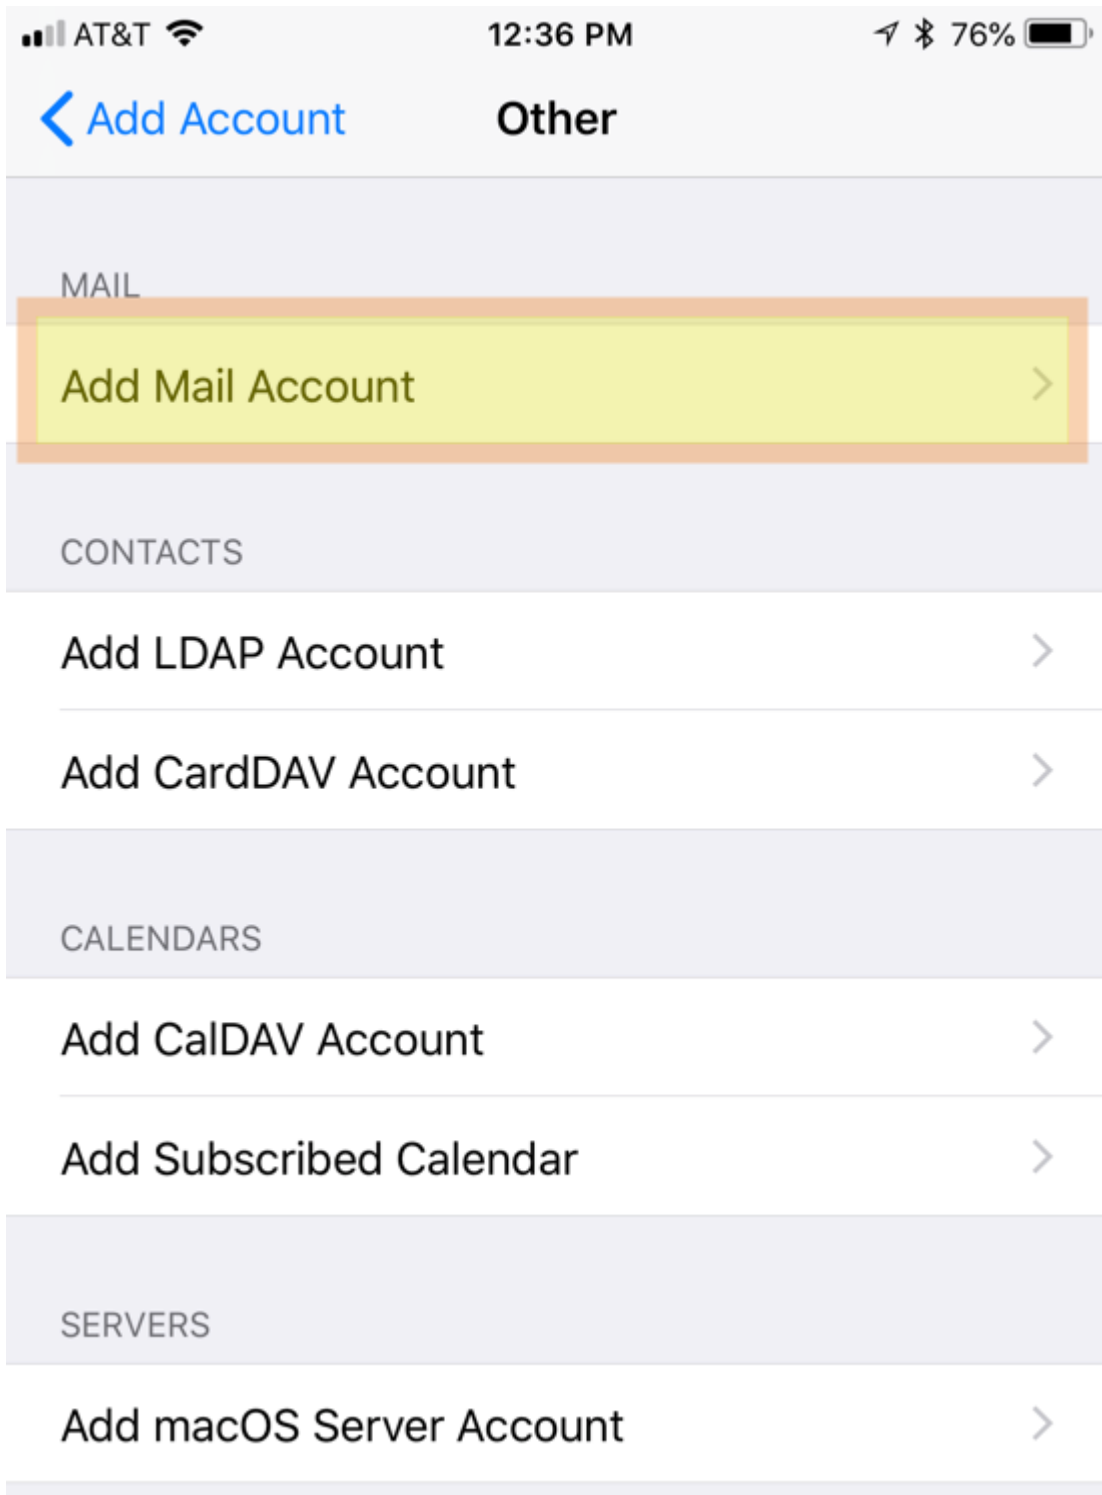 AT&T 12:36 PM 76%
Add Account Other
MAIL
Add Mail Account
CONTACTS
Add LDAP Account
Add CardDAV Account
CALENDARS
Add CalDAV Account
Add Subscribed Calendar
SERVERS
Add macOS Server Account